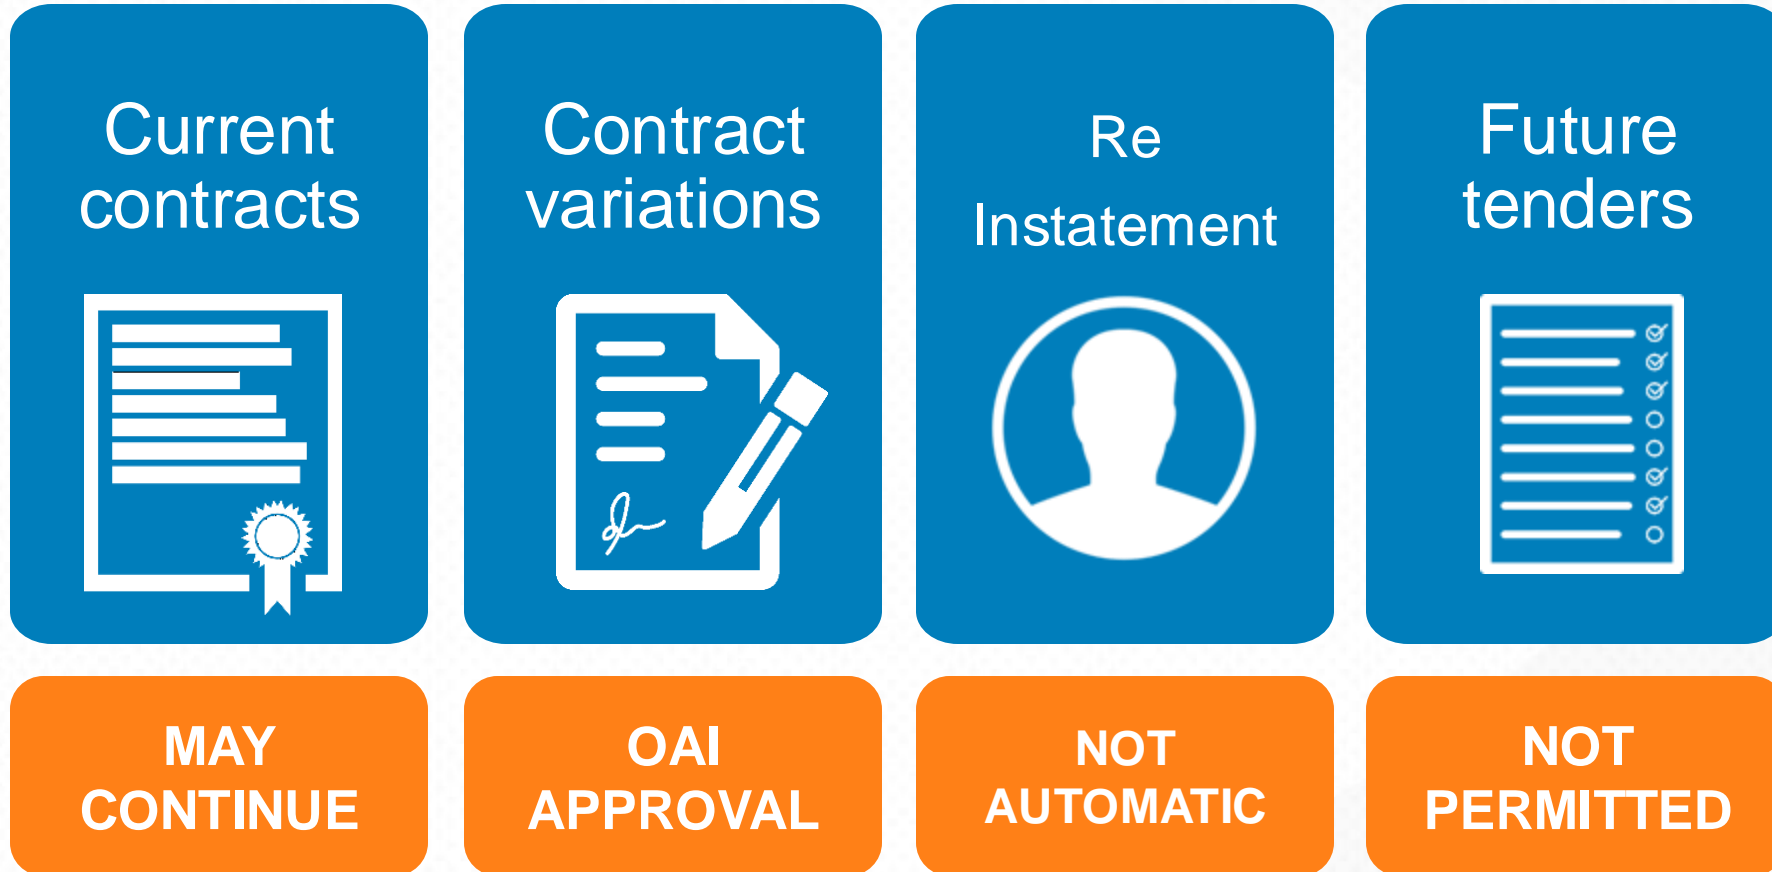 Current
contracts
Contract
variations
Re
Instatement
Future
tenders
MAY
CONTINUE
OAI
APPROVAL
NOT
AUTOMATIC
NOT
PERMITTED